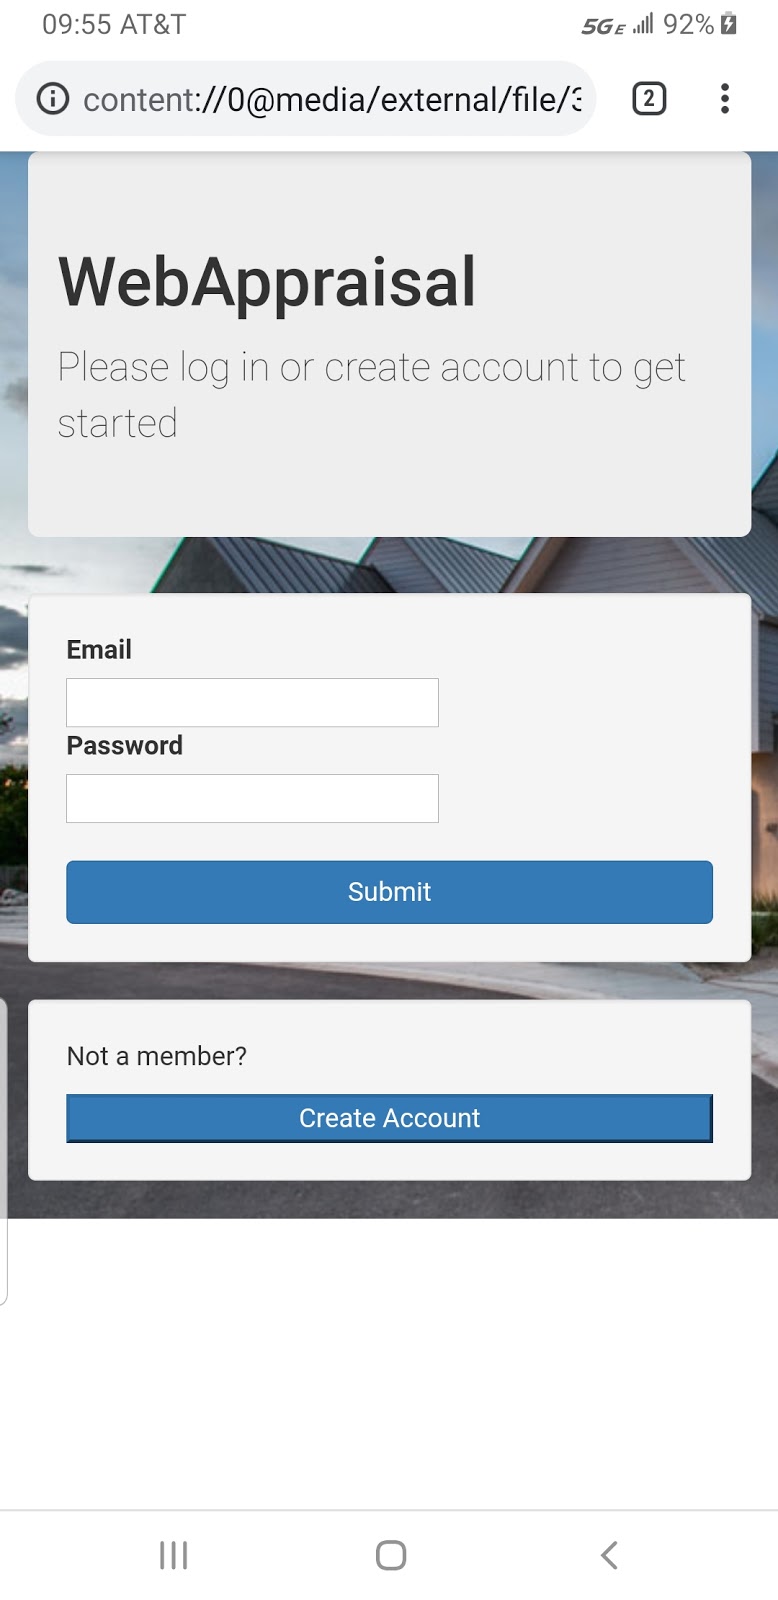 09:55 AT&T 5G E 92%
content://0@media/external/file/3
2
WebAppraisal
Please log in or create account to get
started
Email
Password
Submit
Not a member?
Create Account